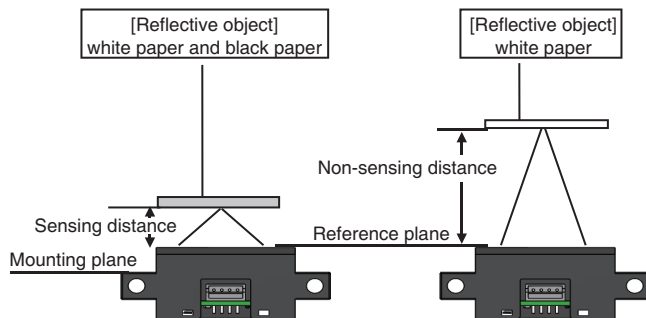 [Reflective object]
white paper and black paper
[Reflective object]
white paper
Non-sensing distance
Sensing distance
Reference plane
Mounting plane